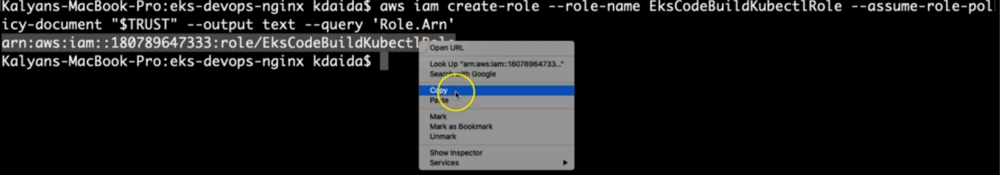 Kalyans-MacBook-Pro:eks-devops-nginx kdaida$ aws iam create-role --role-name EksCodeBuildKubectlRole --assume-role-pol
icy-document "$TRUST" --output text --query 'Role.Arn'
arn:aws:iam::180789647333:role/EksCodeBuildKubectlRole
Kalyans-MacBook-Pro:eks-devops-nginx kdaida$
Open URL
Look Up “arn:aws:iam::18078964733...”
Search with Google
Copy
Paste
Mark
Mark as Bookmark
Unmark
Show Inspector
Services